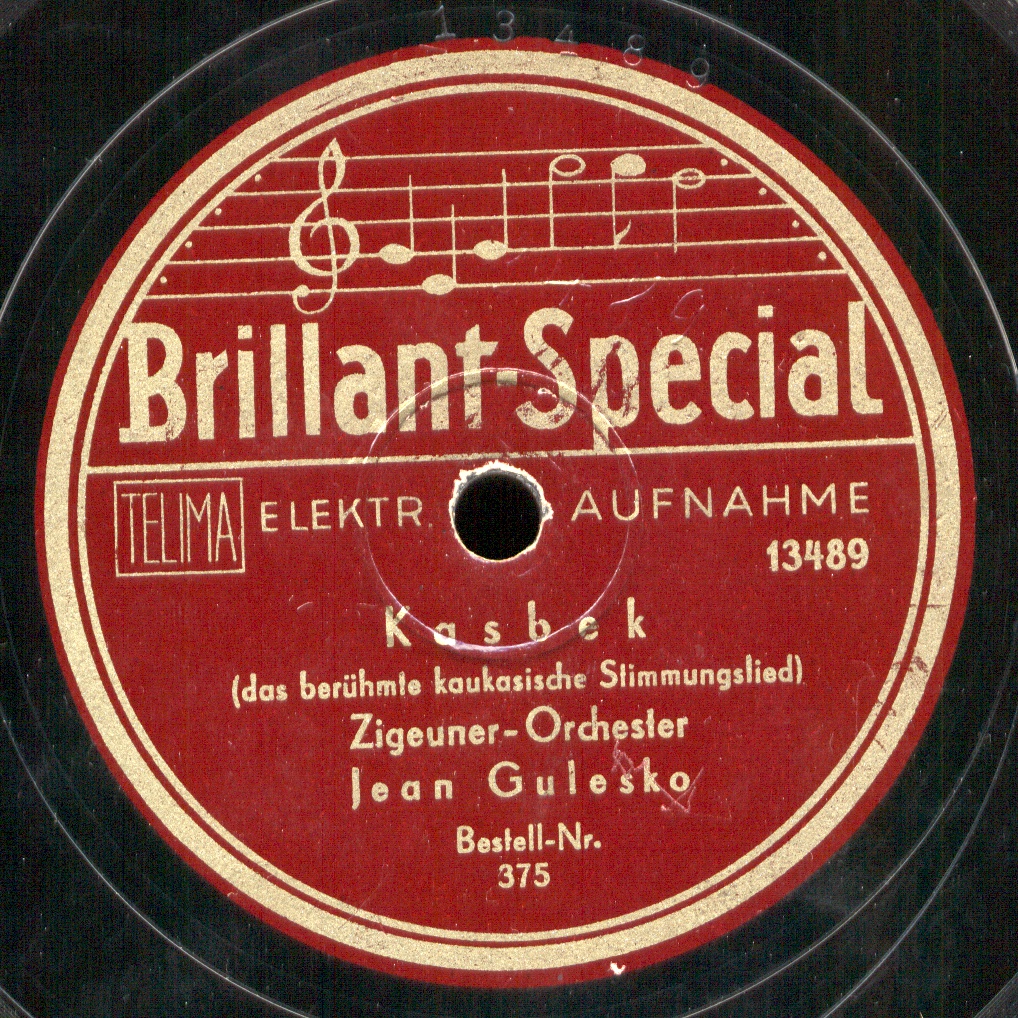 13489
Brillant-Special
TELIMA ELEKTR. AUFNAHME
13489
Kasbek
(das berühmte kaukasische Stimmungslied)
Zigeuner-Orchester
Jean Gulesko
Bestell-Nr.
375